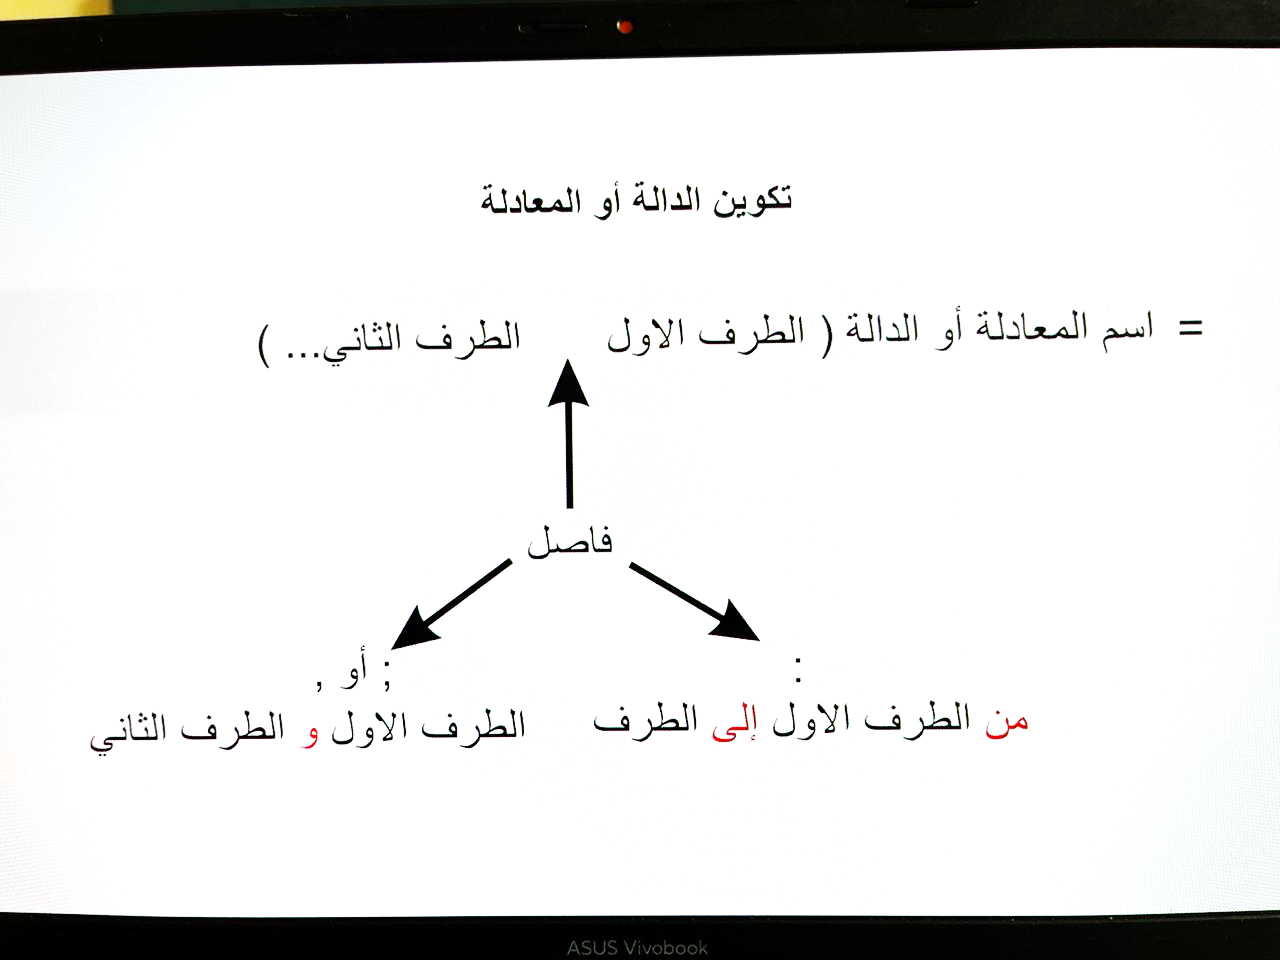 تكوين الدالة أو المعادلة
= اسم المعادلة أو الدالة ( الطرف الاول الطرف الثاني... )
فاصل
:
من الطرف الاول إلى الطرف
; أو ,
الطرف الاول و الطرف الثاني
ASUS Vivobook